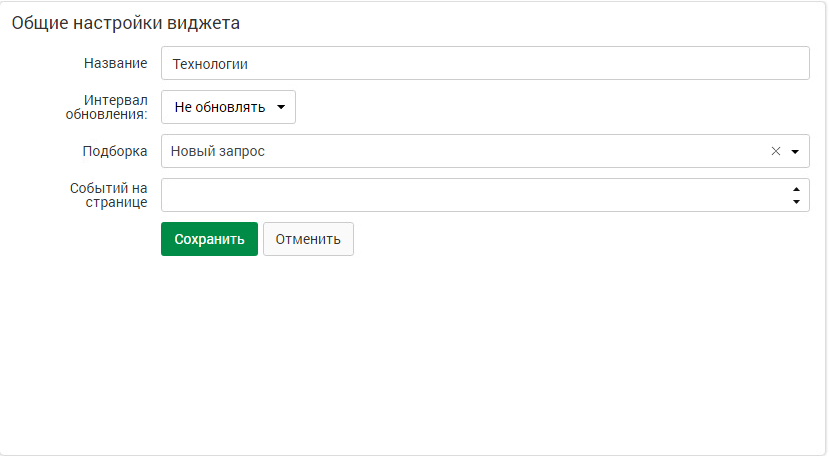 Общие настройки виджета
Название
Технологии
Интервал
обновления:
Не обновлять
Подборка
Новый запрос
Событий на
странице
Сохранить
Отменить